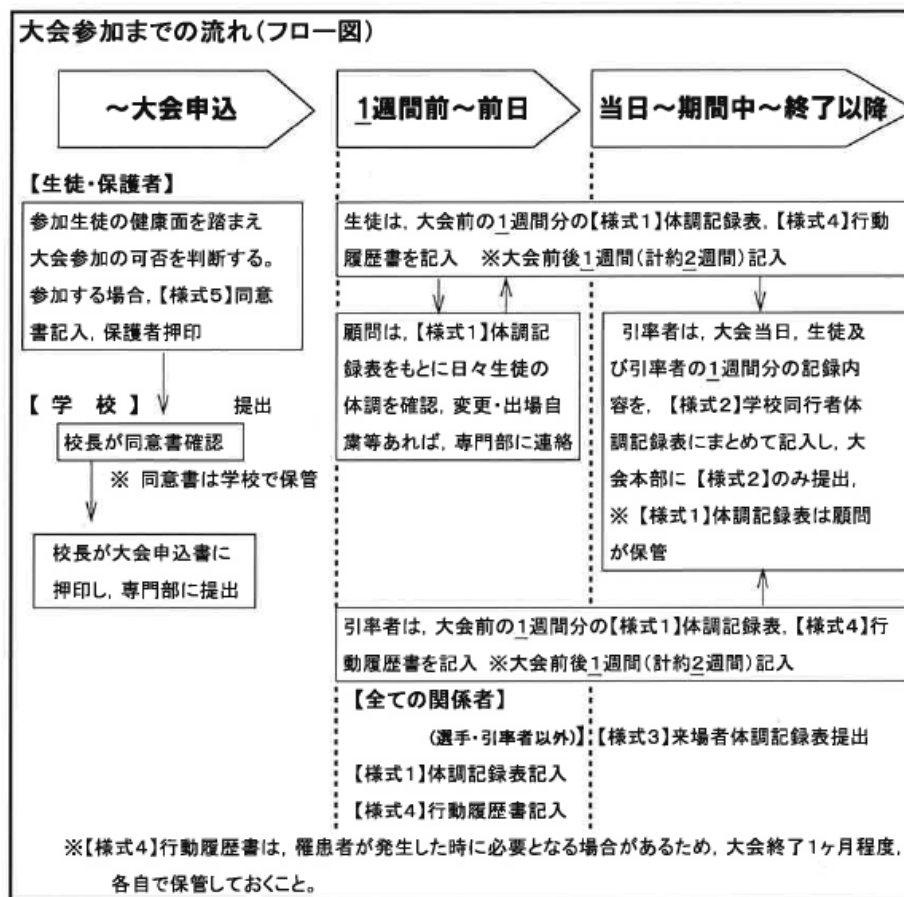 大会参加までの流れ(フロー図)
~大会申込
1週間前~前日
当日~期間中~終了以降
【生徒・保護者】
参加生徒の健康面を踏まえ
大会参加の可否を判断する。
参加する場合,【様式5】同意
書記入, 保護者押印
【 学 校 】
提出
校長が同意書確認
※ 同意書は学校で保管
校長が大会申込書に
押印し, 専門部に提出
生徒は, 大会前の1週間分の【様式1】体調記録表,【様式4】行動
履歴書を記入 ※大会前後1週間(計約2週間)記入
顧問は,【様式1】体調記
録表をもとに日々生徒の
体調を確認, 変更・出場自
粛等あれば, 専門部に連絡
引率者は, 大会当日, 生徒及
び引率者の1週間分の記録内
容を, 【様式2】学校同行者体
調記録表にまとめて記入し, 大
会本部に【様式2】のみ提出,
※ 【様式1】体調記録表は顧問
が保管
引率者は, 大会前の1週間分の【様式1】体調記録表,【様式4】行
動履歴書を記入 ※大会前後1週間(計約2週間)記入
【全ての関係者】
(選手・引率者以外)】
【様式3】来場者体調記録表提出
【様式1】体調記録表記入
【様式4】行動履歴書記入
※【様式4】行動履歴書は, 罹患者が発生した時に必要となる場合があるため, 大会終了1ヶ月程度,
各自で保管しておくこと。